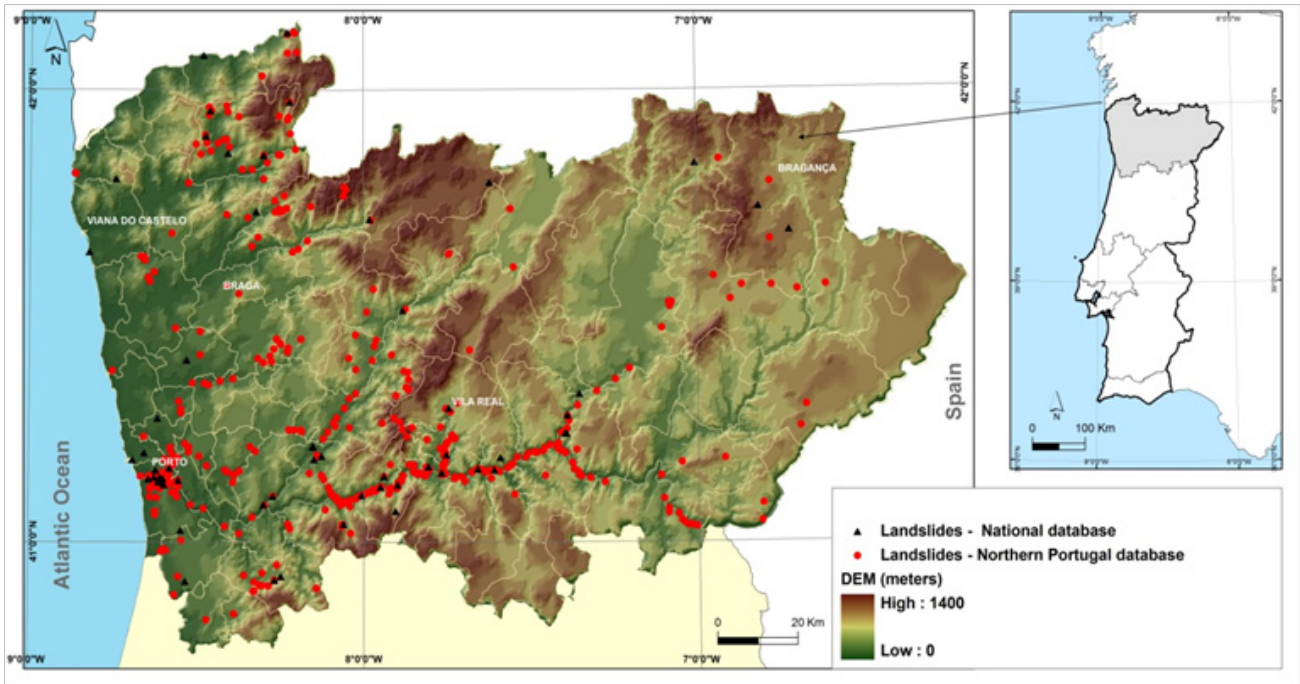 9°0'0"W
8°0'0"W
7°0'0"W
N
42°0'0"N
42°0'0"N
BRAGANÇA
VIANA DO CASTELO
BRAGA
VILA REAL
PORTO
Atlantic Ocean
Spain
41°0'0"N
0
20 Km
9°0'0"W
8°0'0"W
7°0'0"W
N
0
100 Km
Landslides - National database
Landslides - Northern Portugal database
DEM (meters)
High : 1400
Low : 0